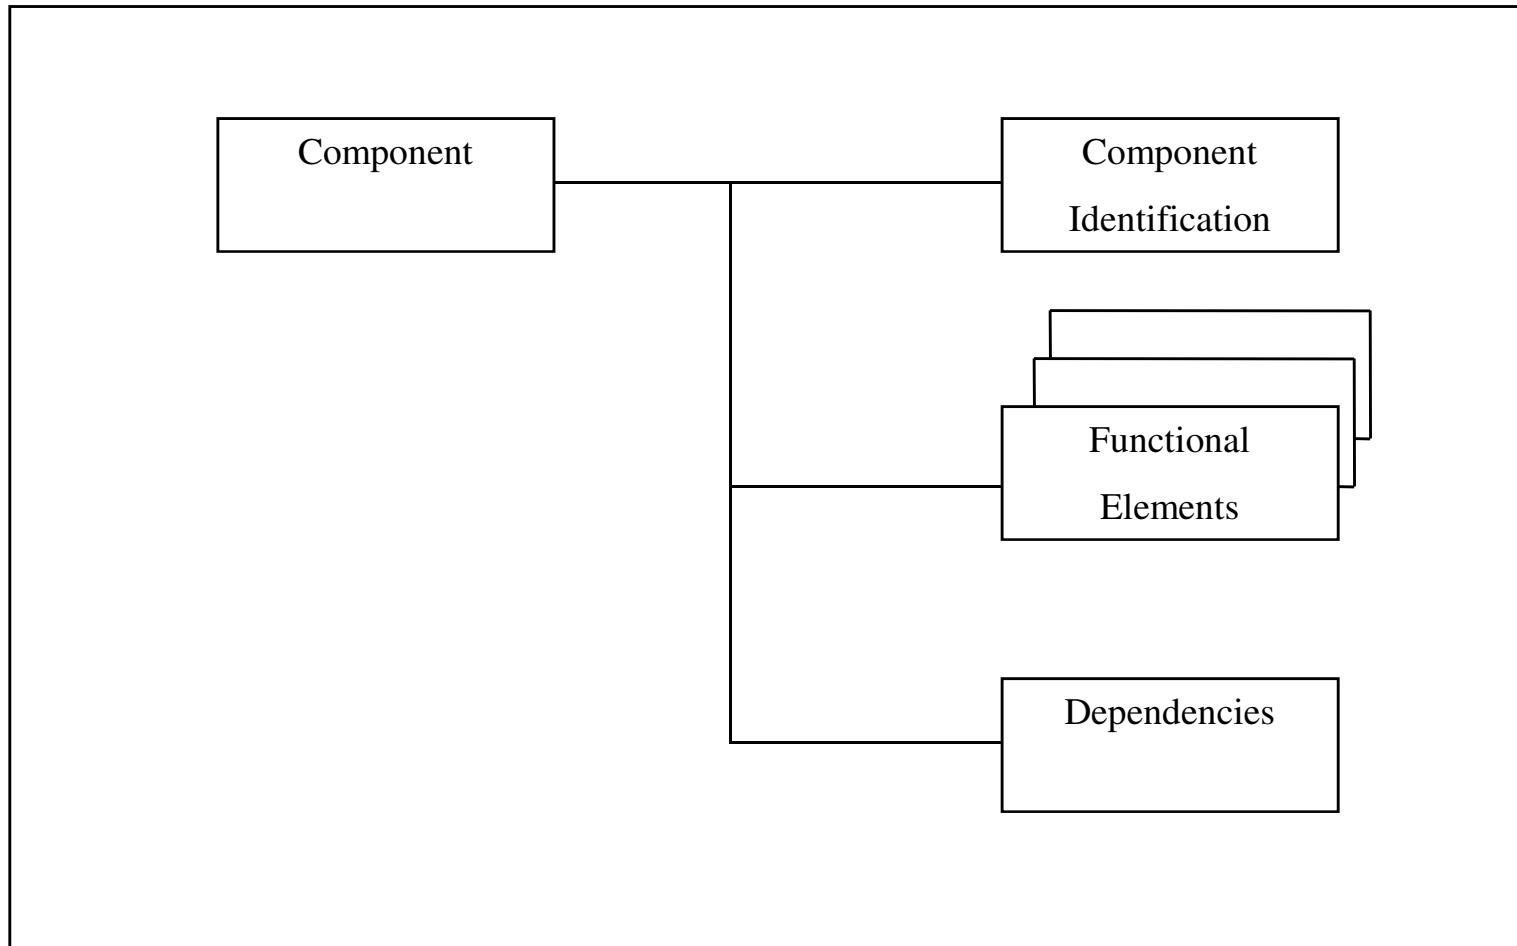 Component
Component
Identification
Functional
Elements
Dependencies